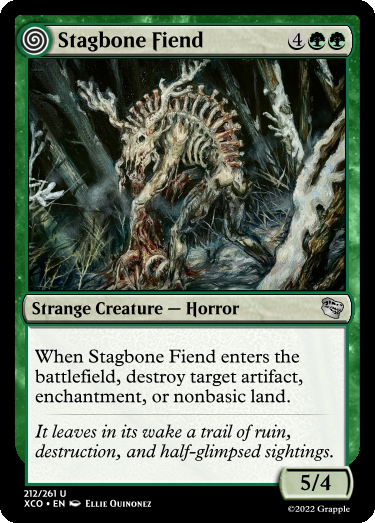 Stagbone Fiend 4
Strange Creature — Horror
When Stagbone Fiend enters the
battlefield, destroy target artifact,
enchantment, or nonbasic land.
It leaves in its wake a trail of ruin,
destruction, and half-glimpsed sightings.
5/4
212/261 U
XCO • EN Ellie Quinonez
©2022 Grapple